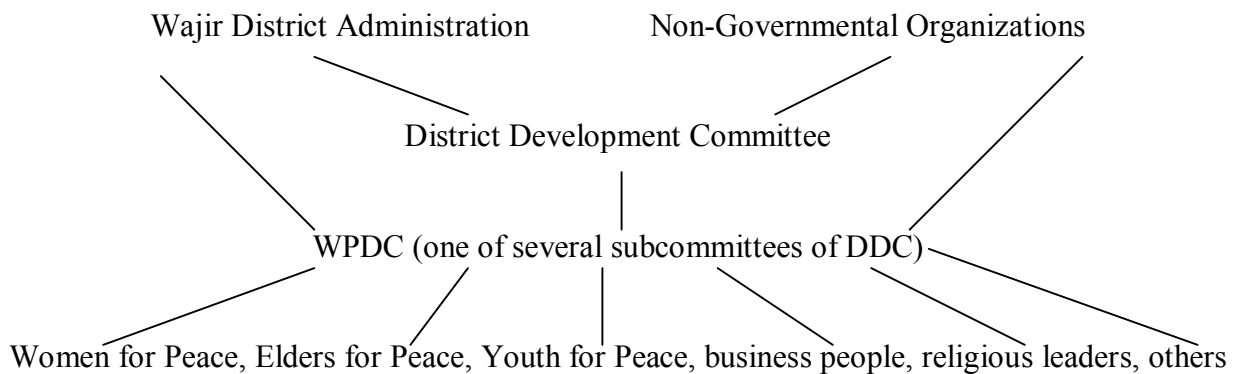 Wajir District Administration Non-Governmental Organizations
District Development Committee
WPDC (one of several subcommittees of DDC)
Women for Peace, Elders for Peace, Youth for Peace, business people, religious leaders, others